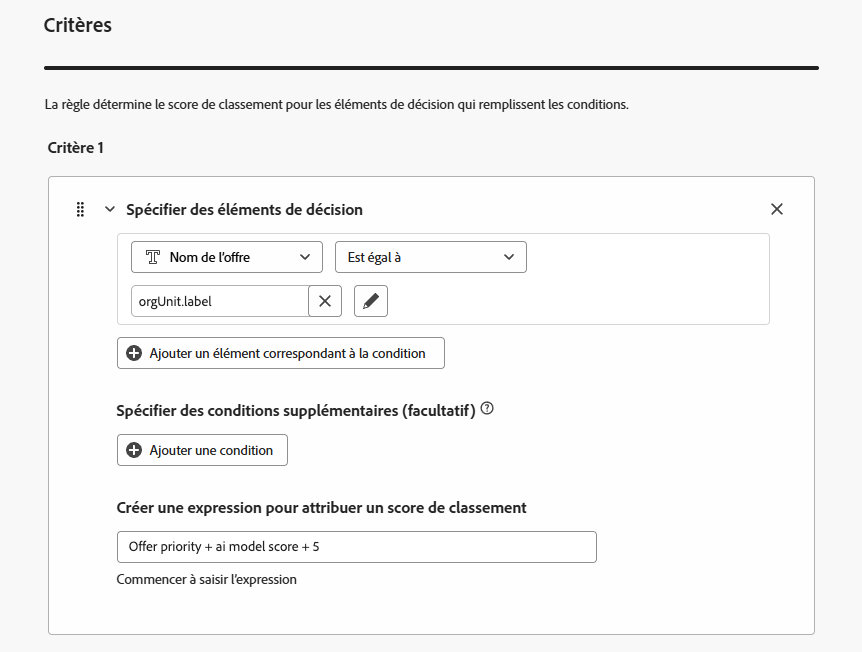 Critères
La règle détermine le score de classement pour les éléments de décision qui remplissent les conditions.
Critère 1
Spécifier des éléments de décision
Nom de l'offre
Est égal à
orgUnit.label
Ajouter un élément correspondant à la condition
Spécifier des conditions supplémentaires (facultatif)
Ajouter une condition
Créer une expression pour attribuer un score de classement
Offer priority + ai model score + 5
Commencer à saisir l'expression